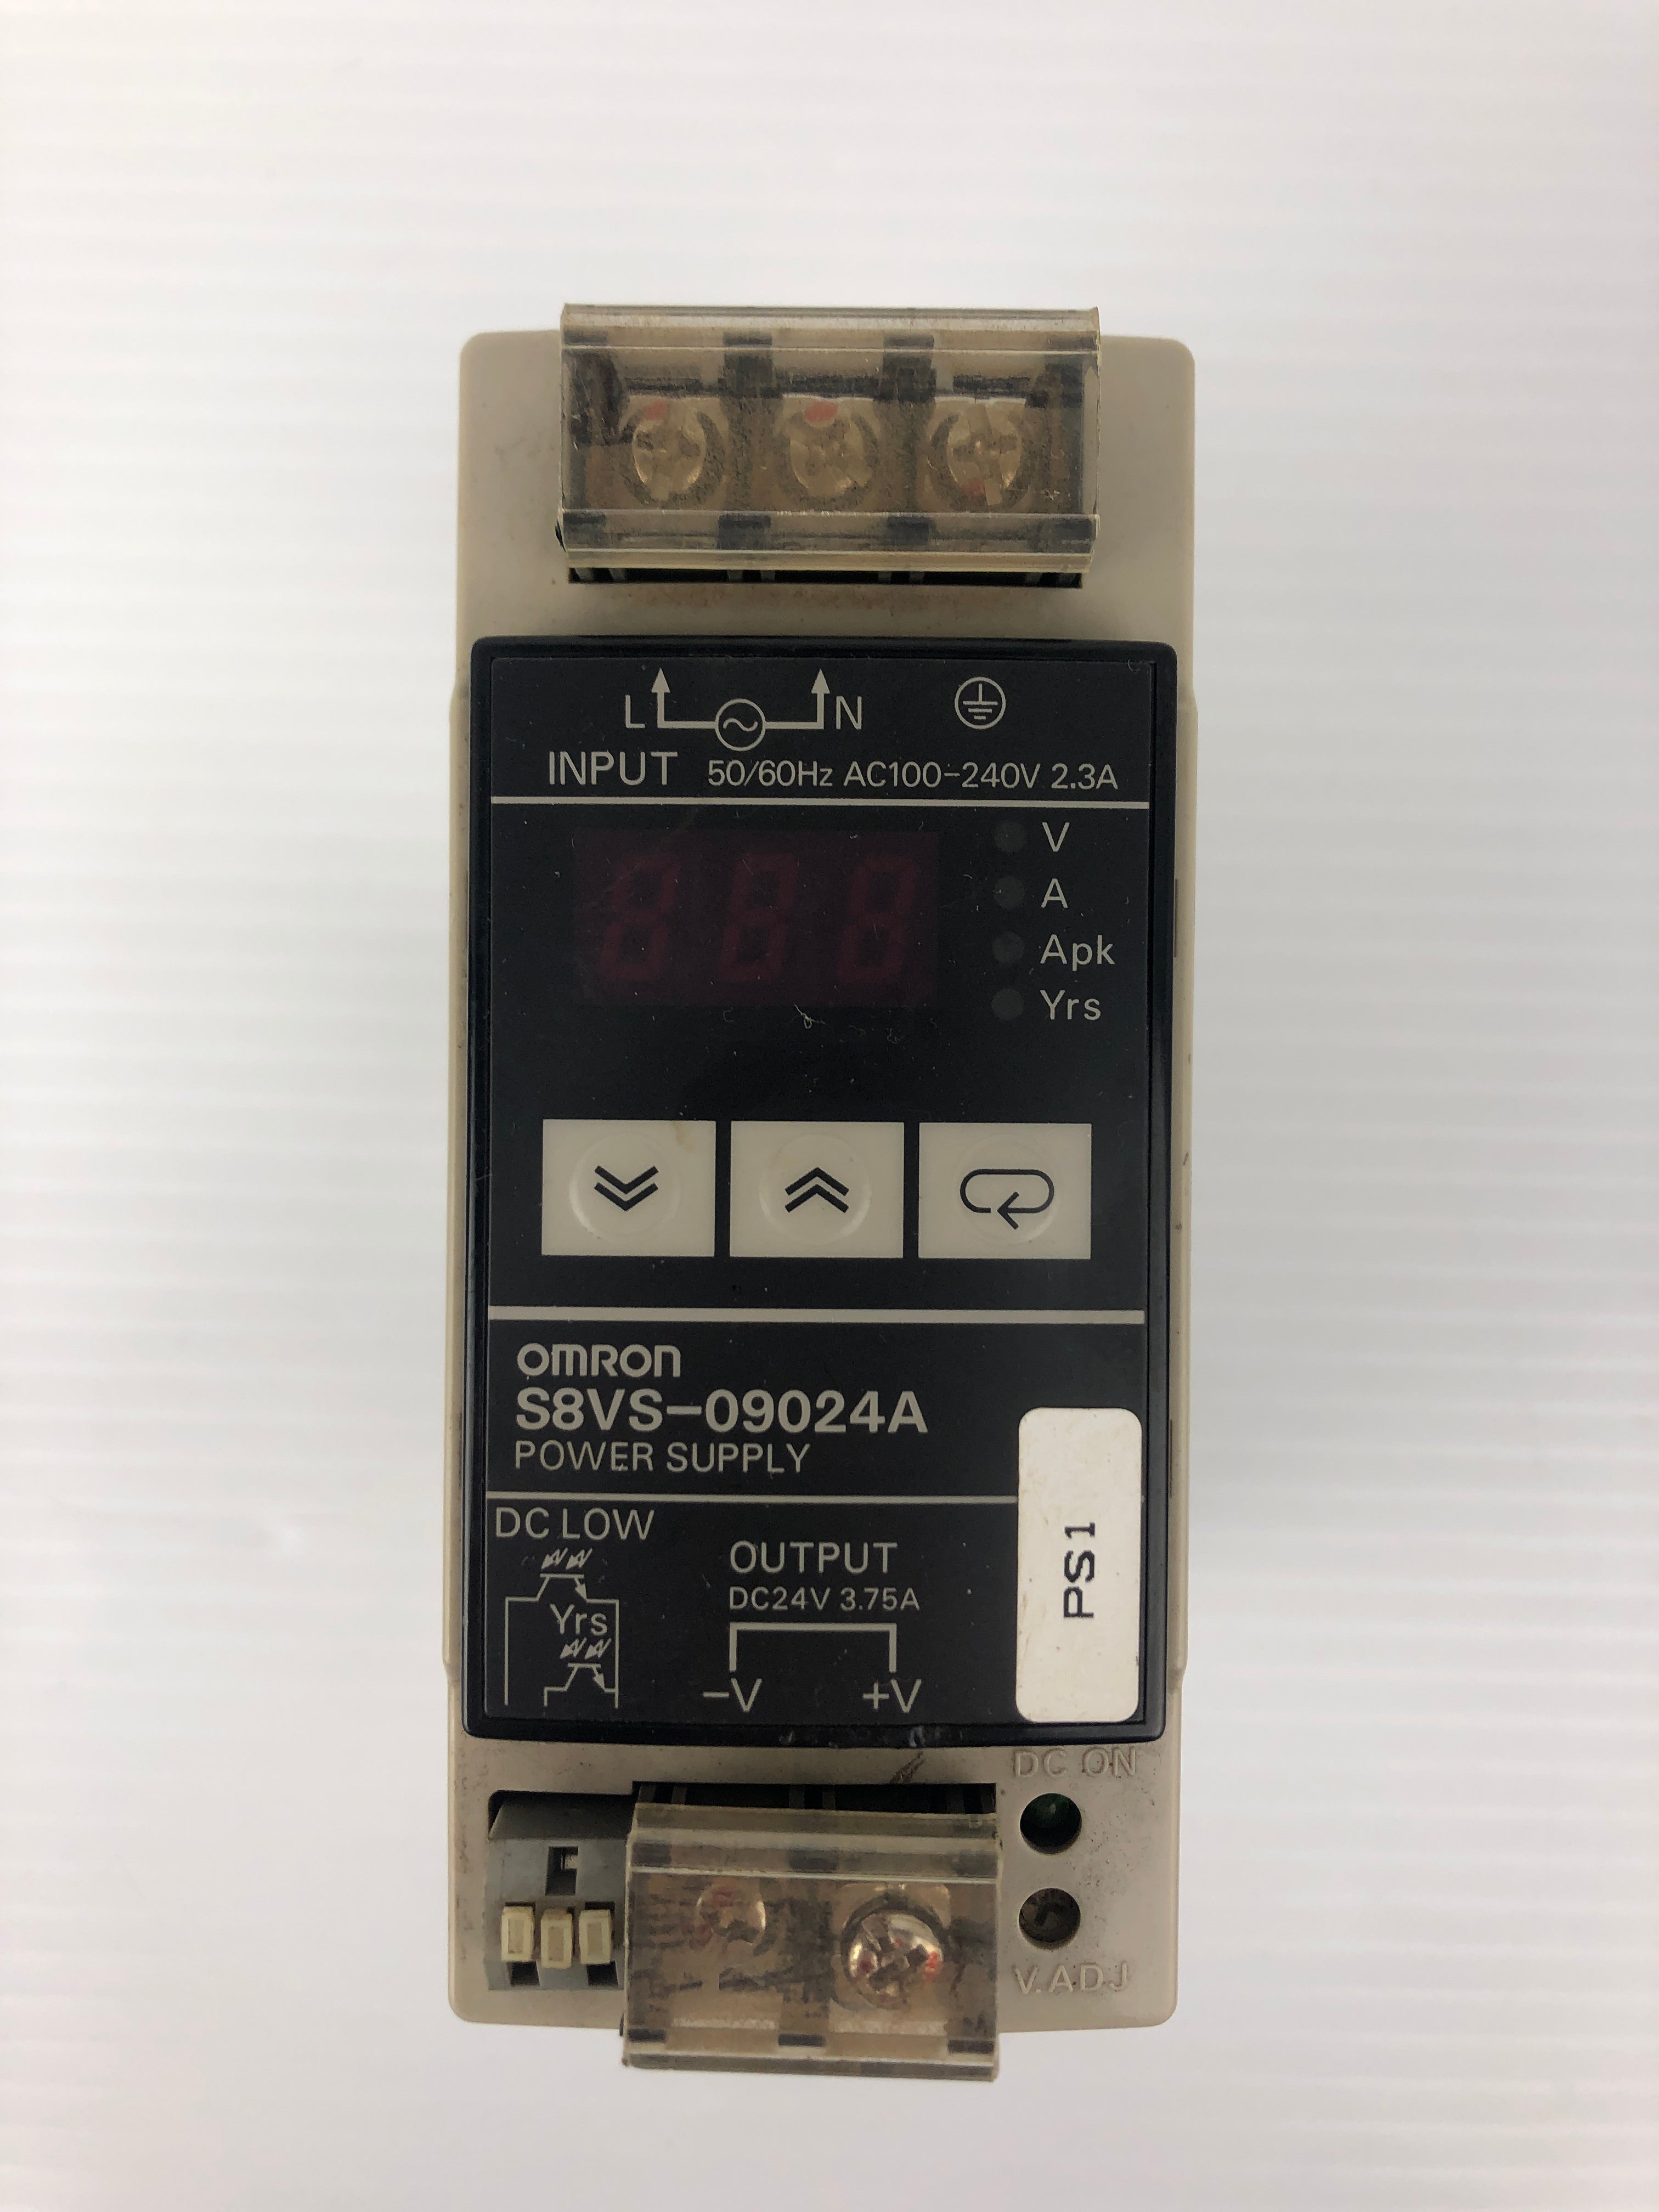 L N
INPUT 50/60Hz AC100-240V 2.3A
V
A
Apk
Yrs
omron
S8VS-09024A
POWER SUPPLY
DC LOW
Yrs
OUTPUT
DC24V 3.75A
-V +V
PS1
DC ON
V.ADJ